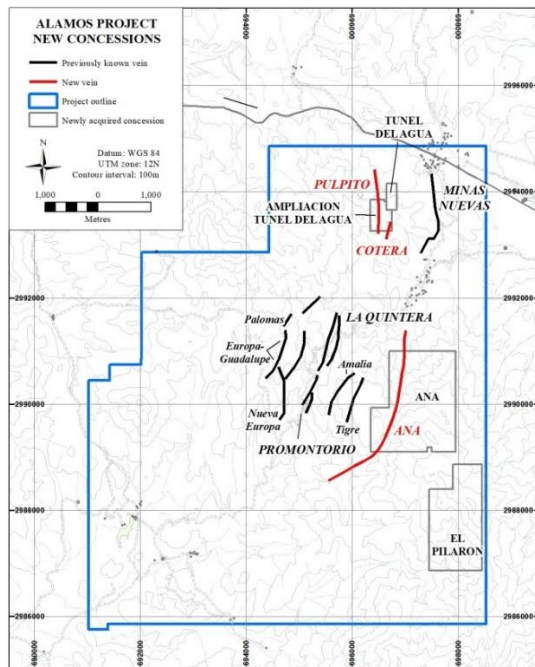 ALAMOS PROJECT
NEW CONCESSIONS
Previously known vein
New vein
Project outline
Newly acquired concession
N
Datum : WGS 84
UTM zone: 12N
Contour interval: 100m
1,000 0 1,000
Metres
2996000
2994000
2992000
2990000
2988000
2986000
TUNEL
DEL AGUA
PULPITO
MINAS
NUEVAS
AMPLIACION
TUNEL DEL AGUA
COTERA
Palomas
LA QUINTERA
Europa-
Guadalupe
Amalia
ANA
Nueva
Europa
Tigre
ANA
PROMONTORIO
EL
PILARON